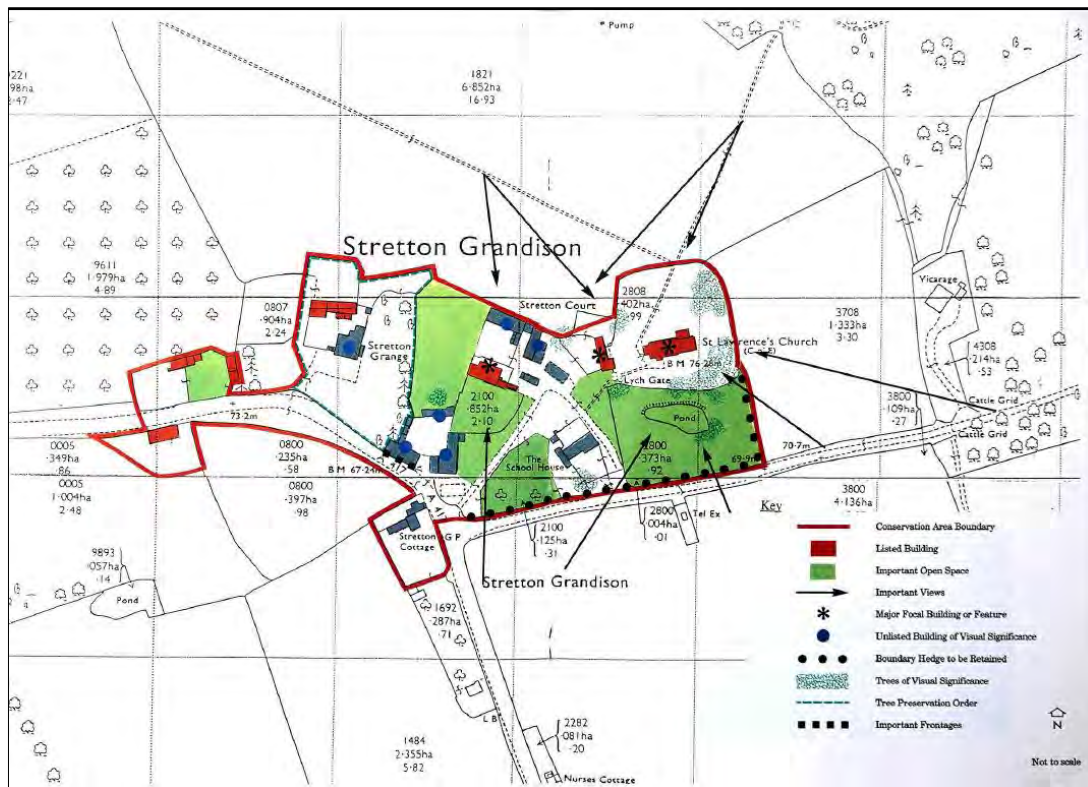 Pump
1821
6·852ha
16·93
9221
·98ha
·47
Stretton Grandison
9611
1·979ha
4·89
0807
·904ha
2·24
Stretton Court
2808
·402ha
·99
Vicarage
3708
1·333ha
3·30
Stretton
Grange
St Lawrence's Church
(C of E)
B M 76·28m
Lych Gate
4308
·214ha
·53
Cattle Grid
3800
·109ha
·27
Cattle Grid
73·2m
2100
·852ha
2·10
Pond
70·7m
0005
·349ha
·86
0005
1·004ha
2·48
0800
·235ha
·58
B M 67·24m
The
School House
2800
·373ha
·92
69·9m
0800
·397ha
·98
3800
4·136ha
Stretton
Cottage
G P
2100
·125ha
·31
2800
·004ha
·01
Tel Ex
9893
·057ha
·14
Pond
Stretton Grandison
1692
·287ha
·71
L B
1484
2·355ha
5·82
2282
·081ha
·20
Nurses Cottage
Key
Conservation Area Boundary
Listed Building
Important Open Space
Important Views
Major Focal Building or Feature
Unlisted Building of Visual Significance
Boundary Hedge to be Retained
Trees of Visual Significance
Tree Preservation Order
Important Frontages
N
Not to scale